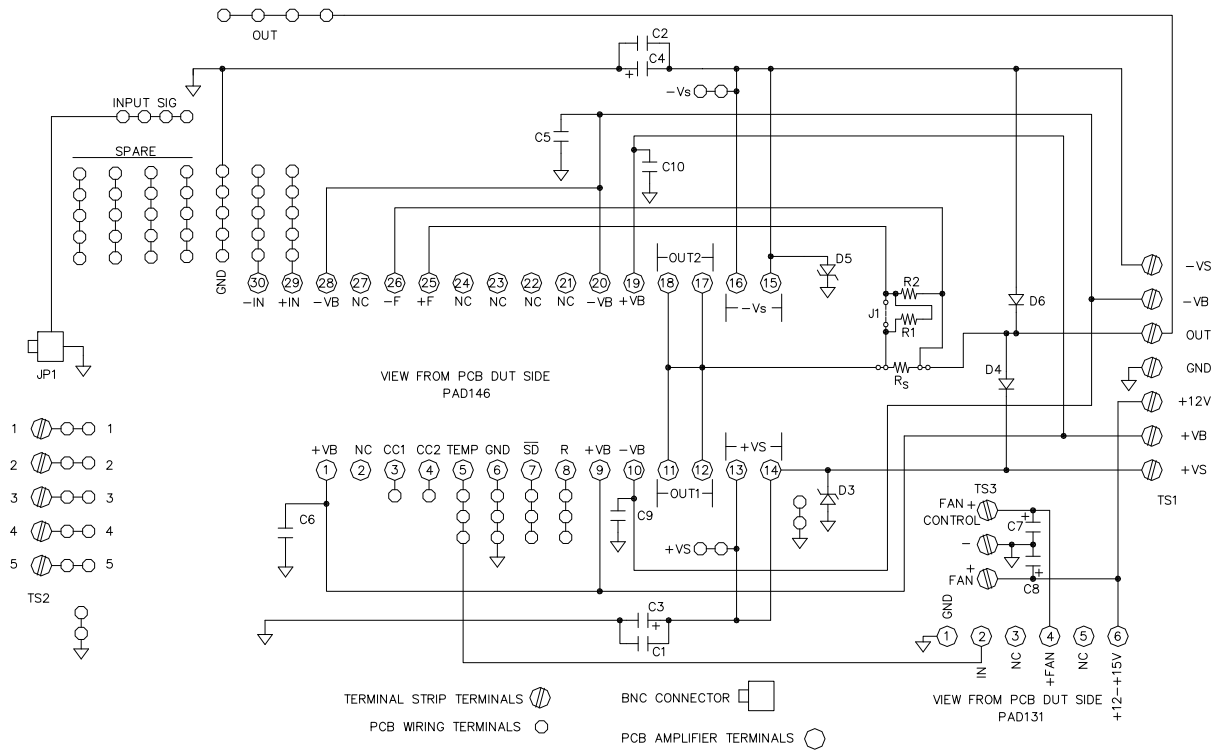 OUT
C2
C4
+
-Vs
INPUT SIG
SPARE
C5
C10
GND
30 29 28 27 26 25 24 23 22 21 20 19 18 17 16 15
-IN +IN -VB NC -F +F NC NC NC NC -VB +VB OUT2 -Vs
D5
R2
J1
R1
RS
D6
D4
-VS
-VB
OUT
GND
+12V
+VB
+VS
TS1
JP1
VIEW FROM PCB DUT SIDE
PAD146
+VB NC CC1 CC2 TEMP GND SD R +VB -VB OUT1 +VS
1 2 3 4 5 6 7 8 9 10 11 12 13 14
1 1
2 2
3 3
4 4
5 5
TS2
C6
C9
D3
+VS
C3
+
C1
TS3
FAN +
CONTROL
C7
+
-
+
FAN
C8
+
GND
1 2 3 4 5 6
IN NC +FAN NC +12-+15V
VIEW FROM PCB DUT SIDE
PAD131
TERMINAL STRIP TERMINALS
PCB WIRING TERMINALS
BNC CONNECTOR
PCB AMPLIFIER TERMINALS